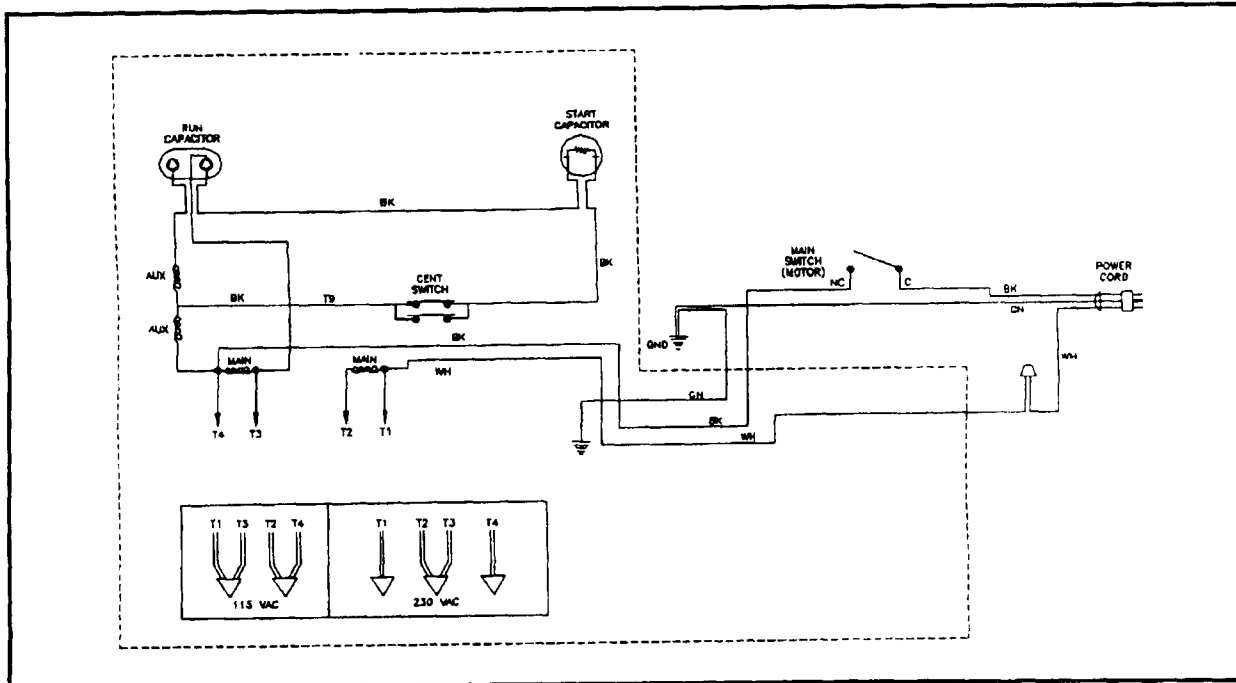 RUN
CAPACITOR
START
CAPACITOR
BK
AUX
BK
T9
CENT
SWITCH
BK
MAIN
SWITCH
(MOTOR)
NC
C
BK
GN
POWER
CORD
AUX
BK
GND
MAIN
MAIN
WH
WH
GN
BK
WH
T4
T3
T2
T1
T1 T3 T2 T4
115 VAC
T1 T2 T3 T4
230 VAC